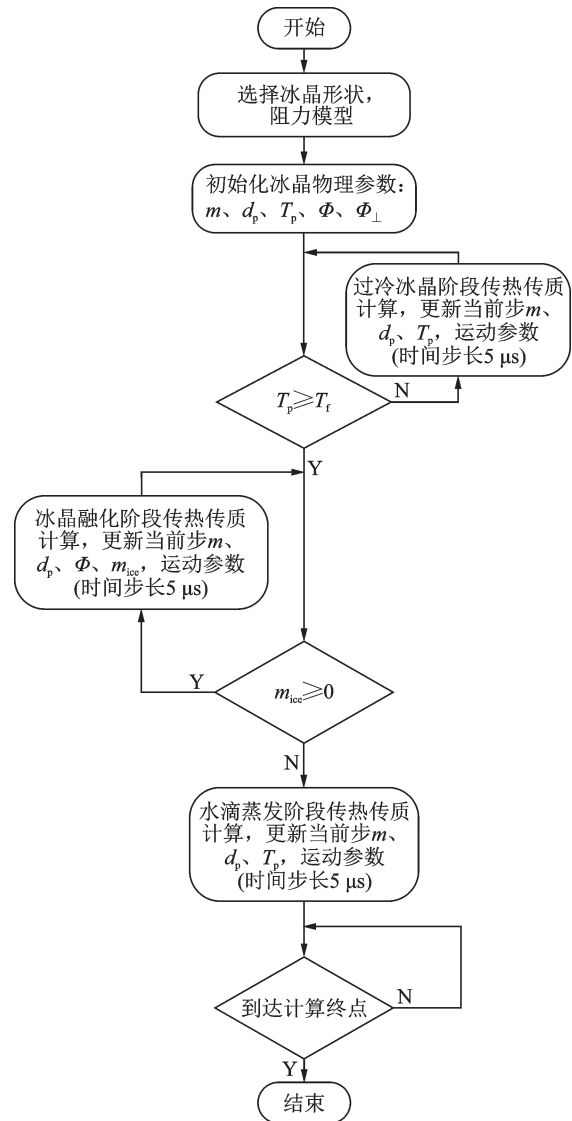 开始
选择冰晶形状，
阻力模型
初始化冰晶物理参数：
m、dₚ、Tₚ、Φ、Φ⊥
过冷冰晶阶段传热传质
计算，更新当前步m、
dₚ、Tₚ，运动参数
(时间步长5 μs)
Tₚ⩾T_f
N
Y
冰晶融化阶段传热传质
计算，更新当前步m、
dₚ、Φ、m_ice，运动参数
(时间步长5 μs)
Y
m_ice⩾0
N
水滴蒸发阶段传热传质
计算，更新当前步m、
dₚ、Tₚ，运动参数
(时间步长5 μs)
到达计算终点
N
Y
结束